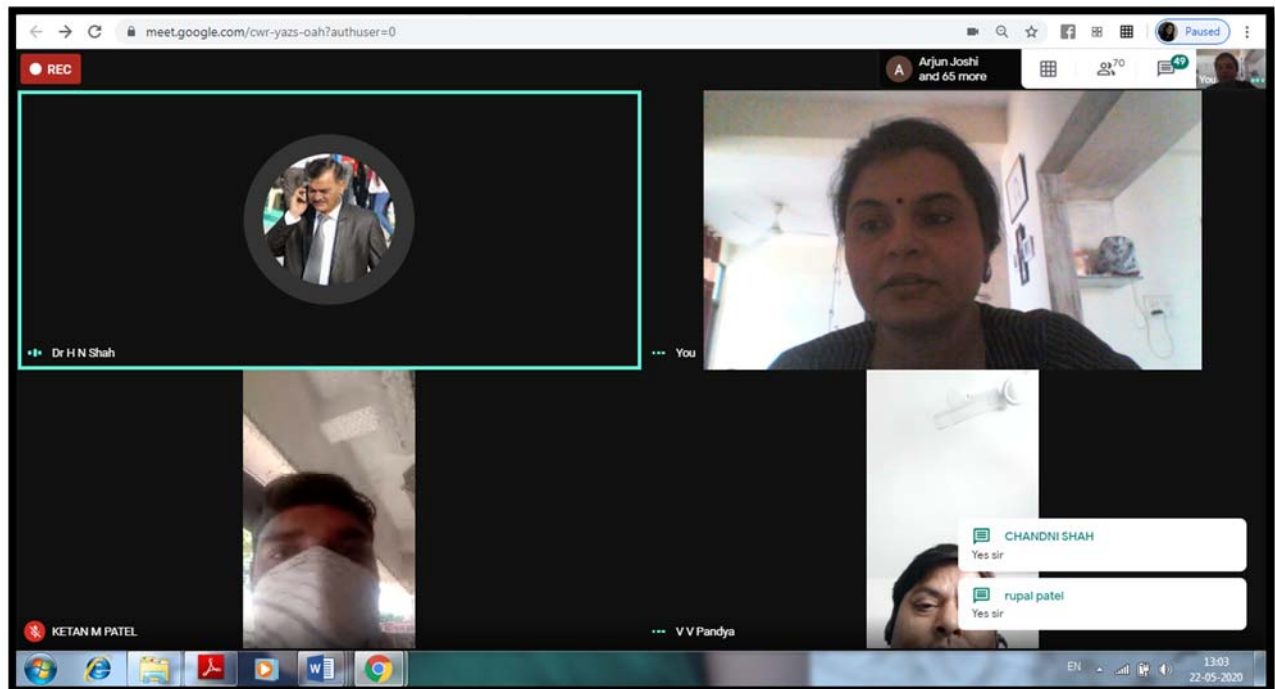 meet.google.com/cwr-yazs-oah?authuser=0
Paused
REC
A
Arjun Joshi
and 65 more
70
49
You
Dr H N Shah
You
KETAN M PATEL
V V Pandya
CHANDNI SHAH
Yes sir
rupal patel
Yes sir
W
EN
13:03
22-05-2020